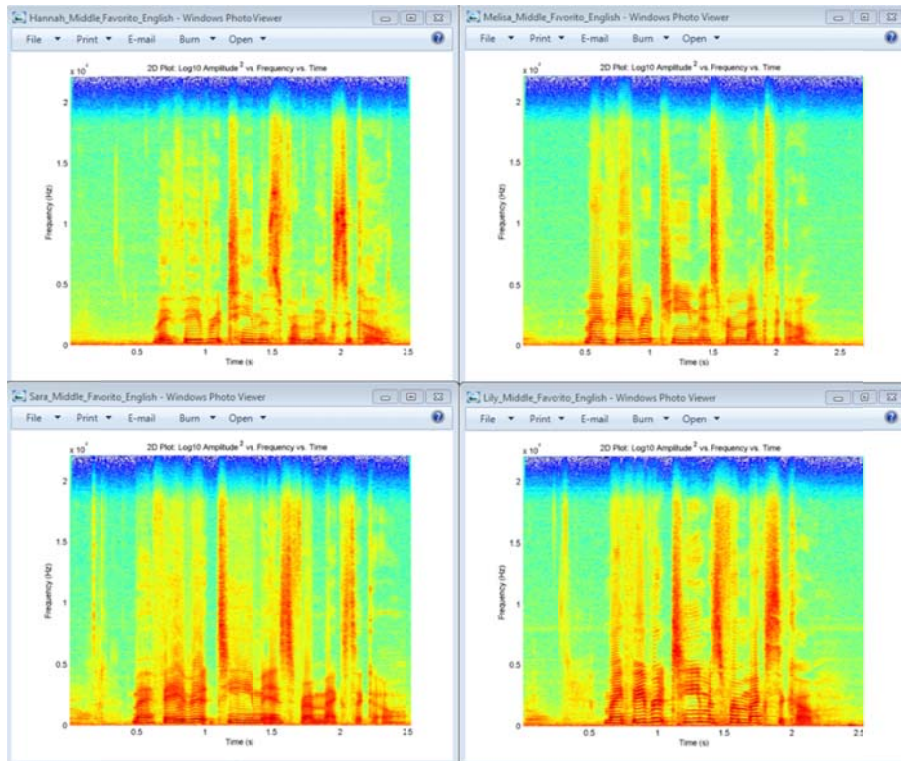 Hannah_Middle_Favorito_English - Windows Photo Viewer
File Print E-mail Burn Open
2D Plot: Log10 Amplitude 2 vs Frequency vs. Time
x 10
2
1.5
1
0.5
0
Frequency (Hz)
0.5 1 1.5 2 2.5
Time (s)
Melisa_Middle_Favorito_English - Windows Photo Viewer
File Print E-mail Burn Open
2D Plot: Log10 Amplitude 2 vs Frequency vs. Time
x 10
2
1.5
1
0.5
0
Frequency (Hz)
0.5 1 1.5 2 2.5
Time (s)
Sara_Middle_Favorito_English - Windows Photo Viewer
File Print E-mail Burn Open
2D Plot: Log10 Amplitude 2 vs. Frequency vs. Time
x 10
2
1.5
1
0.5
0
Frequency (Hz)
0.5 1 1.5 2 2.5
Time (s)
Lily_Middle_Favorito_English - Windows Photo Viewer
File Print E-mail Burn Open
2D Plot: Log10 Amplitude 2 vs. Frequency vs. Time
x 10
2
1.5
1
0.5
0
Frequency (Hz)
0.5 1 1.5 2 2.5
Time (s)